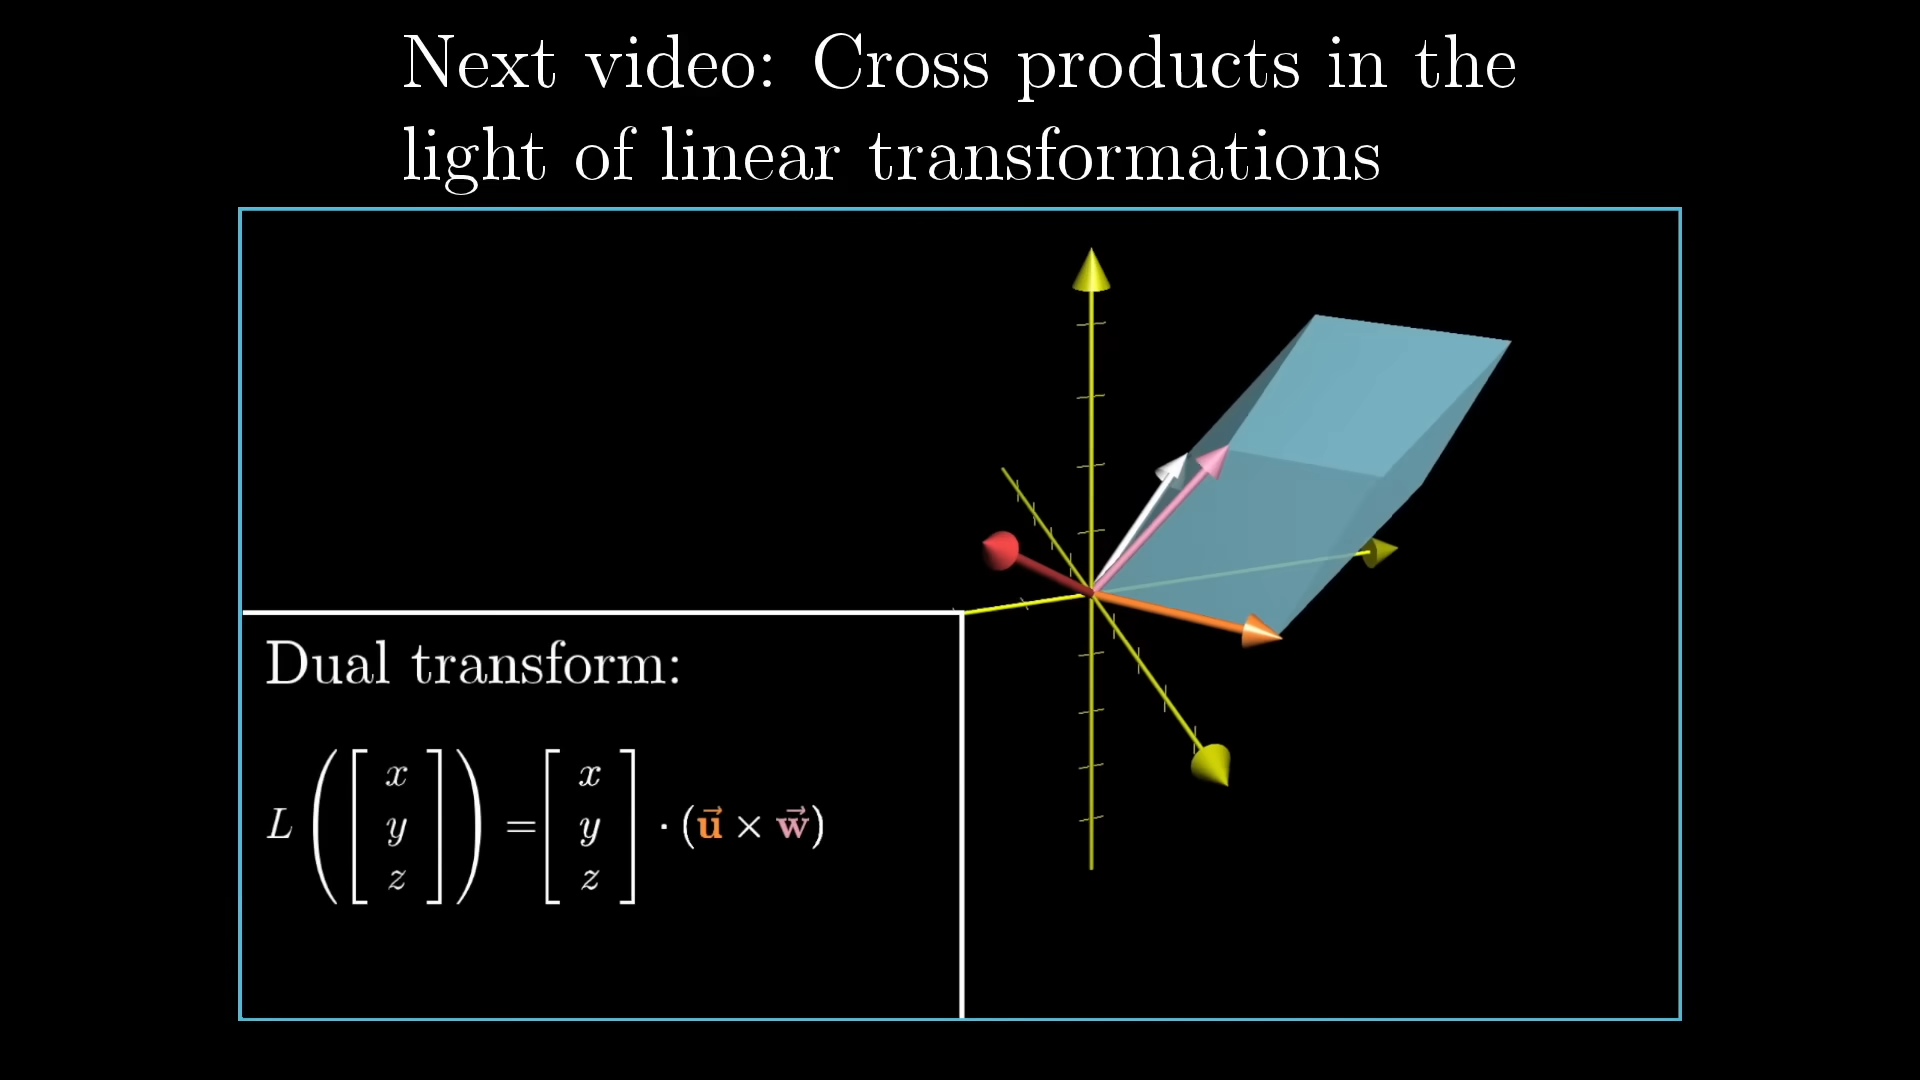 Next video: Cross products in the
light of linear transformations
Dual transform:
L([x y z]) = [x y z] · (u⃗ × w⃗)